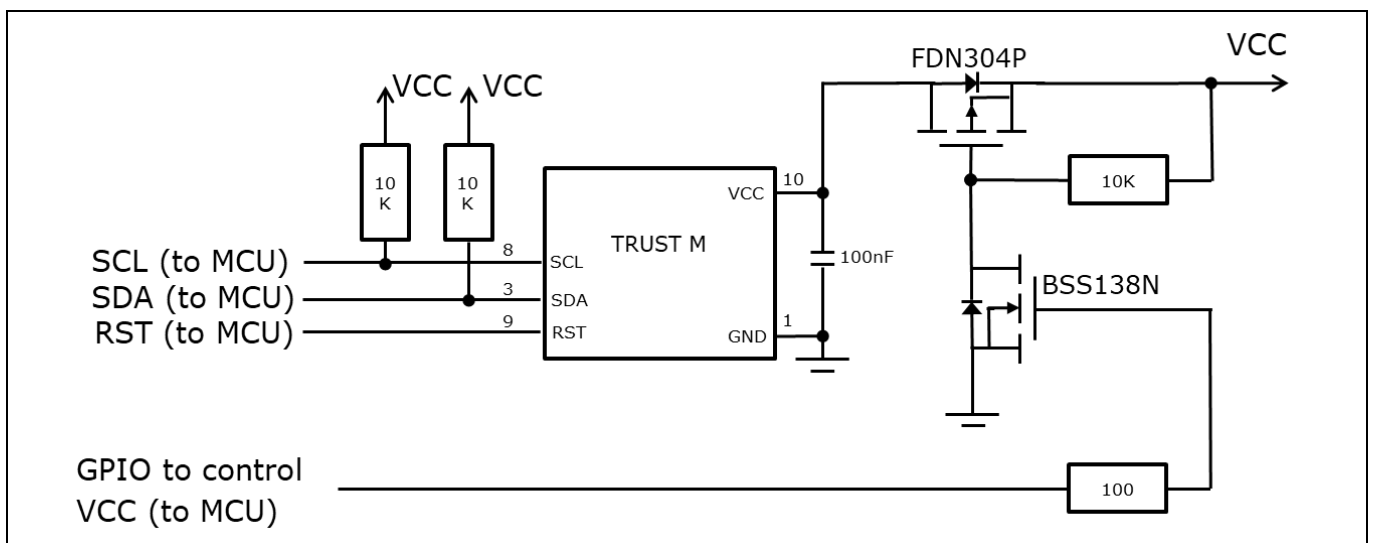 VCC
FDN304P
VCC VCC
10
K
10
K
10K
10
VCC
TRUST M
100nF
SCL (to MCU)
8
SCL
SDA (to MCU)
3
SDA
RST (to MCU)
9
RST
1
GND
BSS138N
GPIO to control
VCC (to MCU)
100